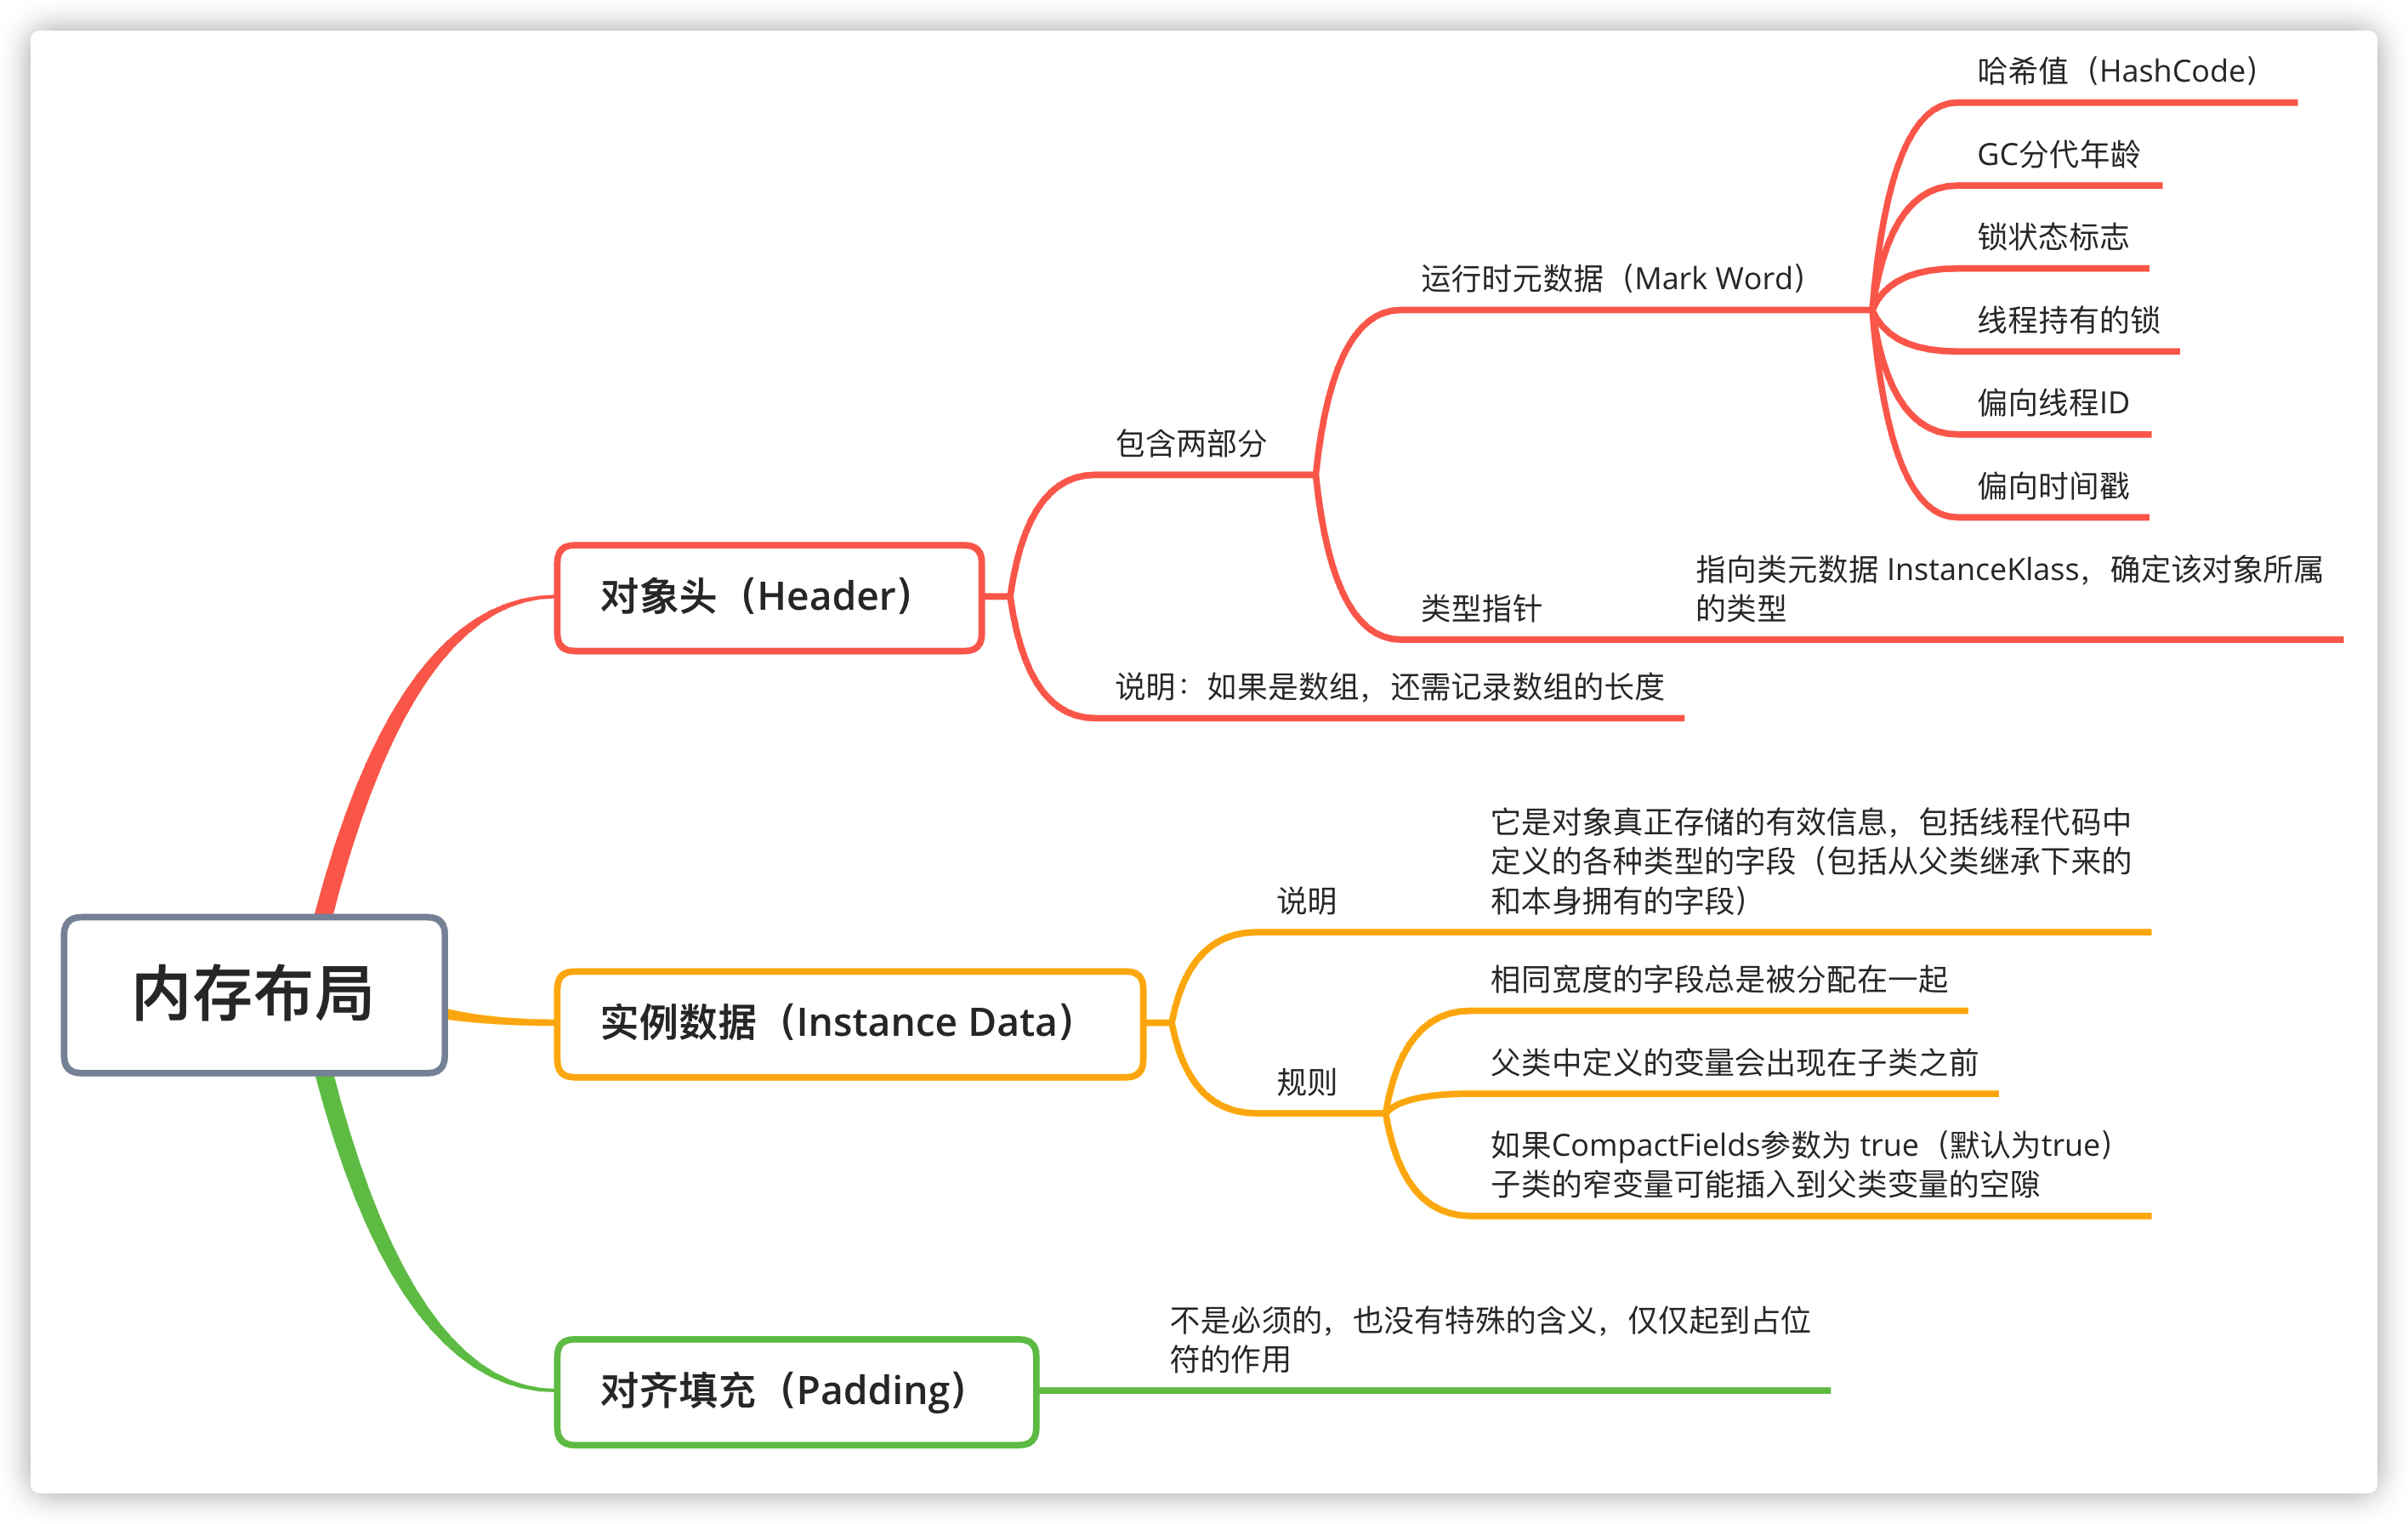 内存布局
对象头（Header）
包含两部分
运行时元数据（Mark Word）
哈希值（HashCode）
GC分代年龄
锁状态标志
线程持有的锁
偏向线程ID
偏向时间戳
类型指针
指向类元数据 InstanceKlass，确定该对象所属
的类型
说明：如果是数组，还需记录数组的长度
实例数据（Instance Data）
说明
它是对象真正存储的有效信息，包括线程代码中
定义的各种类型的字段（包括从父类继承下来的
和本身拥有的字段）
规则
相同宽度的字段总是被分配在一起
父类中定义的变量会出现在子类之前
如果CompactFields参数为 true（默认为true）
子类的窄变量可能插入到父类变量的空隙
对齐填充（Padding）
不是必须的，也没有特殊的含义，仅仅起到占位
符的作用